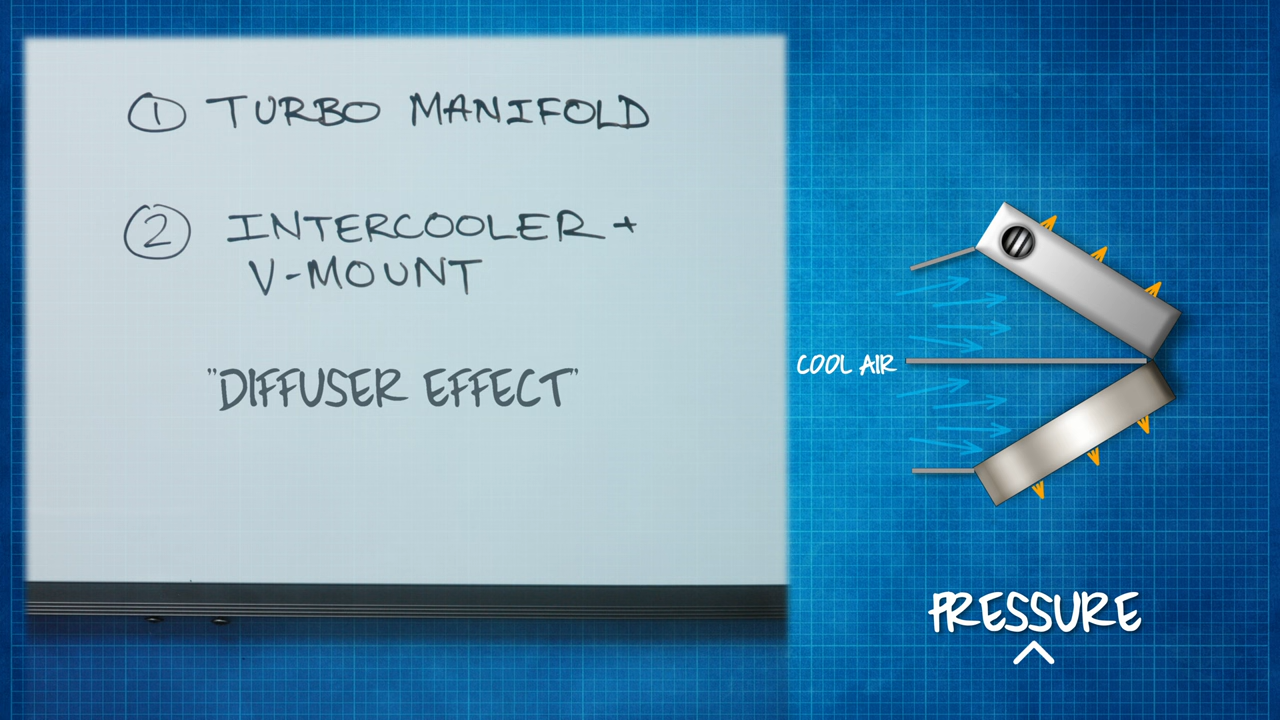 ① TURBO MANIFOLD
② INTERCOOLER +
V-MOUNT
"DIFFUSER EFFECT"
COOL AIR
PRESSURE